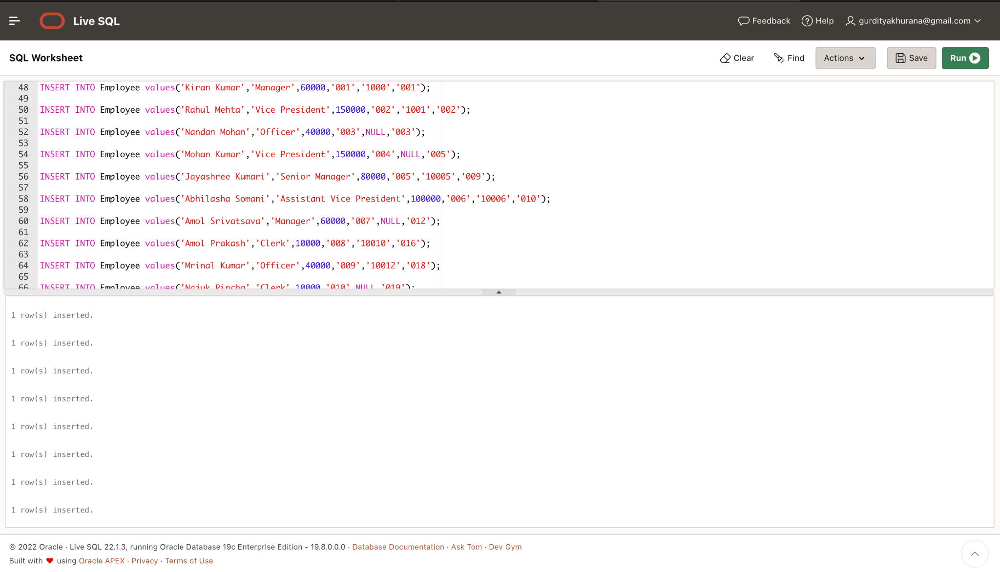 Live SQL
Feedback
Help
gurdityakhurana@gmail.com
SQL Worksheet
Clear
Find
Actions
Save
Run
48 INSERT INTO Employee values('Kiran Kumar','Manager',60000,'001','1000','001');
49
50 INSERT INTO Employee values('Rahul Mehta','Vice President',150000,'002','1001','002');
51
52 INSERT INTO Employee values('Nandan Mohan','Officer',40000,'003',NULL,'003');
53
54 INSERT INTO Employee values('Mohan Kumar','Vice President',150000,'004',NULL,'005');
55
56 INSERT INTO Employee values('Jayashree Kumari','Senior Manager',80000,'005','10005','009');
57
58 INSERT INTO Employee values('Abhilasha Somani','Assistant Vice President',100000,'006','10006','010');
59
60 INSERT INTO Employee values('Amol Srivatsava','Manager',60000,'007',NULL,'012');
61
62 INSERT INTO Employee values('Amol Prakash','Clerk',10000,'008','10010','016');
63
64 INSERT INTO Employee values('Mrinal Kumar','Officer',40000,'009','10012','018');
65
66 INSERT INTO Employee values('Najuk Pincha','Clerk',10000,'010',NULL,'019');
1 row(s) inserted.
1 row(s) inserted.
1 row(s) inserted.
1 row(s) inserted.
1 row(s) inserted.
1 row(s) inserted.
1 row(s) inserted.
1 row(s) inserted.
© 2022 Oracle · Live SQL 22.1.3, running Oracle Database 19c Enterprise Edition - 19.8.0.0.0 · Database Documentation · Ask Tom · Dev Gym
Built with ❤ using Oracle APEX · Privacy · Terms of Use